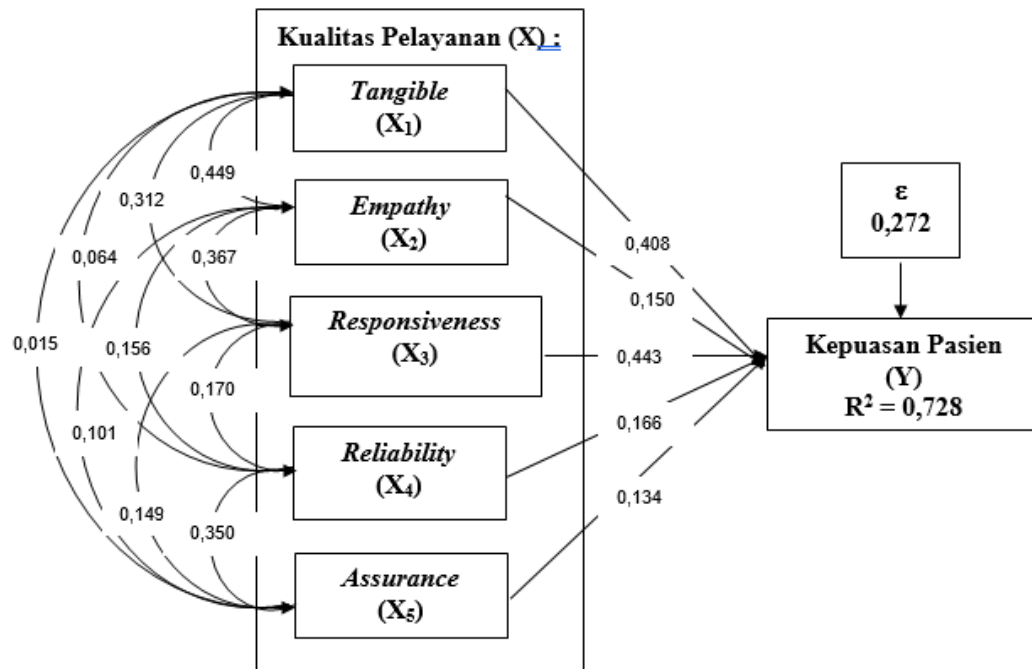 Kualitas Pelayanan (X) :
Tangible
(X₁)
0,449
0,312
Empathy
(X₂)
0,408
ε
0,272
0,064
0,367
0,150
Responsiveness
(X₃)
0,015
0,156
0,443
Kepuasan Pasien
(Y)
R² = 0,728
0,170
0,166
0,101
Reliability
(X₄)
0,134
0,149
0,350
Assurance
(X₅)